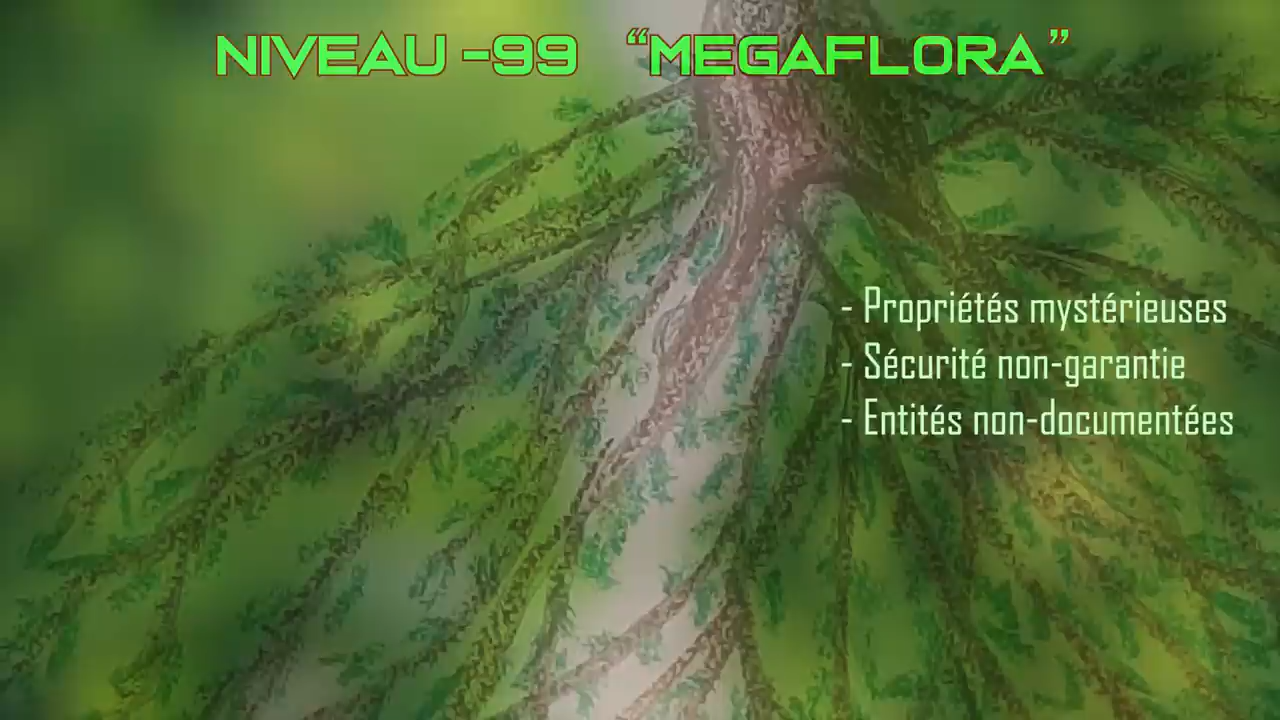 NIVEAU -99 “MEGAFLORA”
- Propriétés mystérieuses
- Sécurité non-garantie
- Entités non-documentées